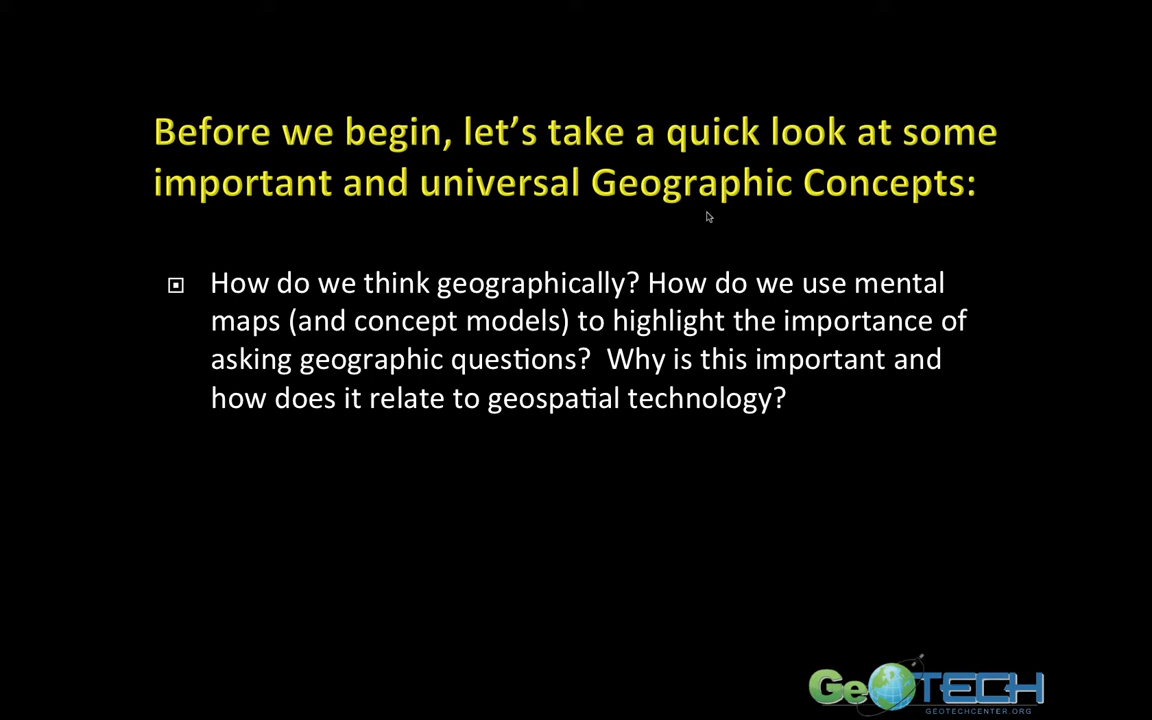 Before we begin, let's take a quick look at some
important and universal Geographic Concepts:
How do we think geographically? How do we use mental
maps (and concept models) to highlight the importance of
asking geographic questions?  Why is this important and
how does it relate to geospatial technology?
GeoTECH
GEOTECHCENTER.ORG